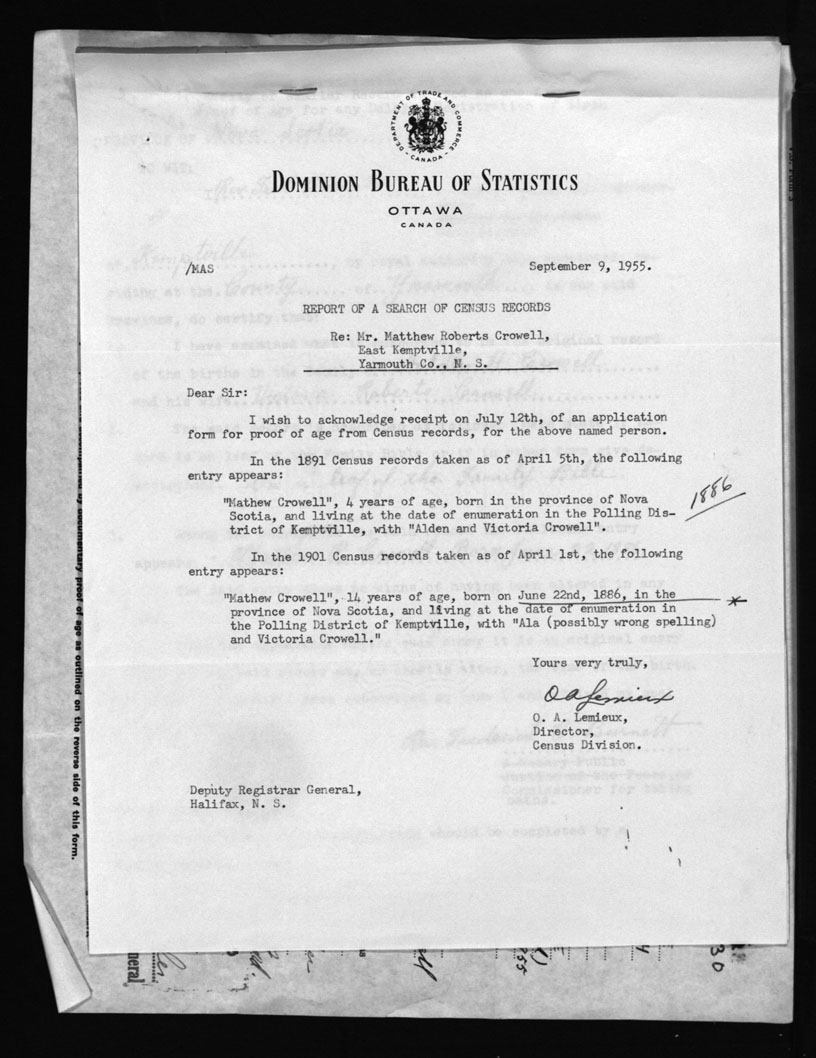 DEPARTMENT OF TRADE AND COMMERCE
CANADA
DOMINION BUREAU OF STATISTICS
OTTAWA
CANADA
/MAS
September 9, 1955.
REPORT OF A SEARCH OF CENSUS RECORDS
Re: Mr. Matthew Roberts Crowell,
East Kemptville,
Yarmouth Co., N. S.
Dear Sir:
I wish to acknowledge receipt on July 12th, of an application
form for proof of age from Census records, for the above named person.
In the 1891 Census records taken as of April 5th, the following
entry appears:
1886
"Mathew Crowell", 4 years of age, born in the province of Nova
Scotia, and living at the date of enumeration in the Polling Dis-
trict of Kemptville, with "Alden and Victoria Crowell".
In the 1901 Census records taken as of April 1st, the following
entry appears:
"Mathew Crowell", 14 years of age, born on June 22nd, 1886, in the
province of Nova Scotia, and living at the date of enumeration in
the Polling District of Kemptville, with "Ala (possibly wrong spelling)
and Victoria Crowell."
Yours very truly,
O A Lemieux
O. A. Lemieux,
Director,
Census Division.
Deputy Registrar General,
Halifax, N. S.
by documentary proof of age as outlined on the reverse side of this form.